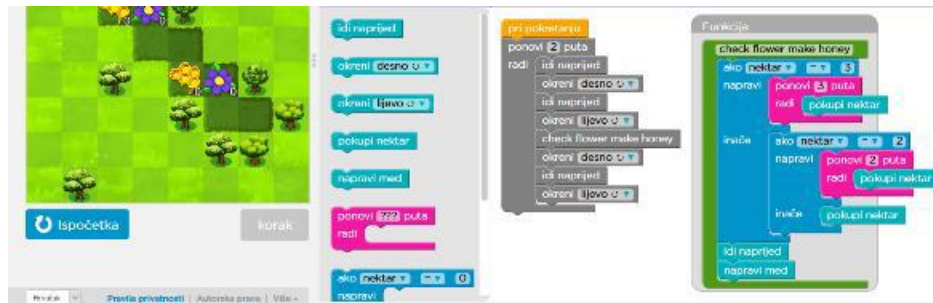 idi naprijed
okreni desno ↻ ▼
okreni lijevo ↺ ▼
pokupi nektar
napravi med
ponovi ??? puta
radi
ako nektar ▼ = ▼ 0
napravi
Ispočetka
korak
Hrvatski
Pravila privatnosti | Autorska prava | Više
pri pokretanju
ponovi 2 puta
radi idi naprijed
okreni desno ↻ ▼
idi naprijed
okreni lijevo ↺ ▼
check flower make honey
okreni desno ↻ ▼
idi naprijed
okreni lijevo ↺ ▼
Funkcija
check flower make honey
ako nektar ▼ = ▼ 3
napravi ponovi 3 puta
radi pokupi nektar
inače ako nektar ▼ = ▼ 2
napravi ponovi 2 puta
radi pokupi nektar
inače pokupi nektar
idi naprijed
napravi med